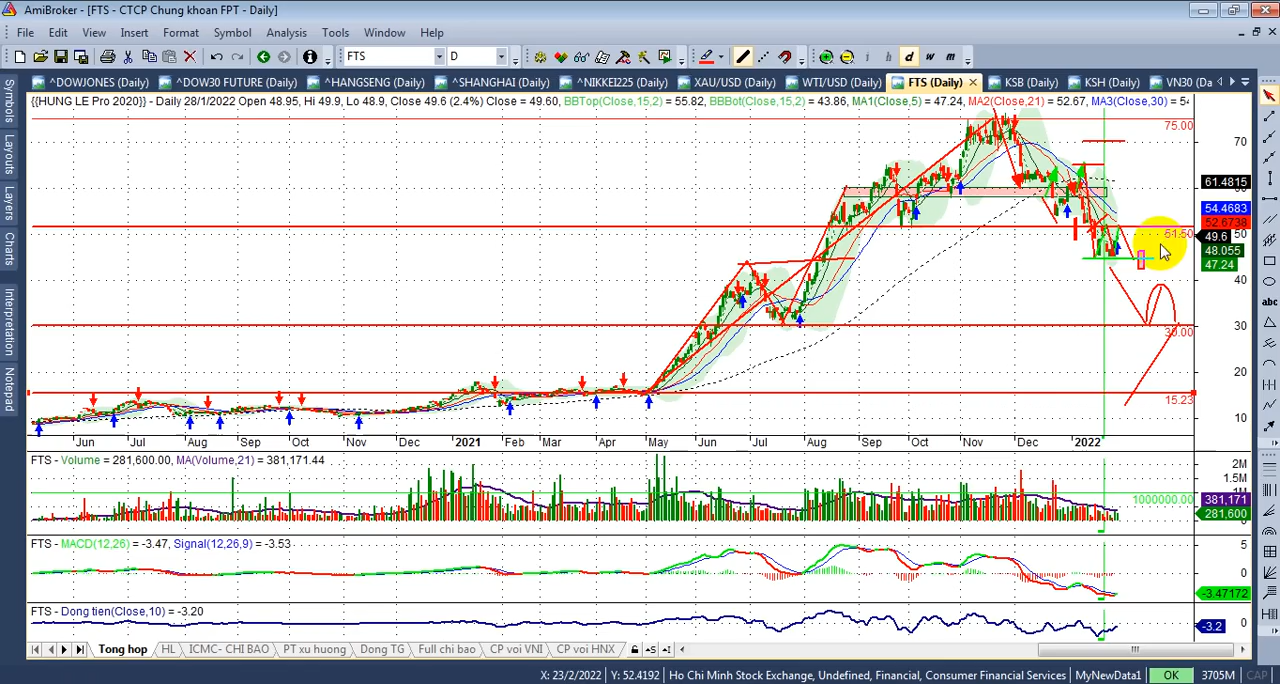 AmiBroker - [FTS - CTCP Chung khoan FPT - Daily]
File Edit View Insert Format Symbol Analysis Tools Window Help
FTS D
i h d w m
^DOWJONES (Daily) ^DOW30 FUTURE (Daily) ^HANGSENG (Daily) ^SHANGHAI (Daily) ^NIKKEI225 (Daily) XAU/USD (Daily) WTI/USD (Daily) FTS (Daily) KSB (Daily) KSH (Daily) VN30 (Da
Symbols
Layouts
Layers
Charts
Interpretation
Notepad
{{HUNG LE Pro 2020}} - Daily 28/1/2022 Open 48.95, Hi 49.9, Lo 48.9, Close 49.6 (2.4%) Close = 49.60, BBTop(Close,15,2) = 55.82, BBBot(Close,15,2) = 43.86, MA1(Close,5) = 47.24, MA2(Close,21) = 52.67, MA3(Close,30) = 54
75.00
70
61.4815
54.4683
52.6738
51.50
50
49.6
48.055
47.24
40
30
30.00
20
15.23
10
Jun Jul Aug Sep Oct Nov Dec 2021 Feb Mar Apr May Jun Jul Aug Sep Oct Nov Dec 2022
FTS - Volume = 281,600.00, MA(Volume,21) = 381,171.44
2M
1.5M
1000000.00
381,171
281,600
FTS - MACD(12,26) = -3.47, Signal(12,26,9) = -3.53
5
0
-3.47172
FTS - Dong tien(Close,10) = -3.20
0
-3.2
Tong hop HL ICMC- CHI BAO PT xu huong Dong TG Full chi bao CP voi VNI CP voi HNX
X: 23/2/2022 Y: 52.4192 Ho Chi Minh Stock Exchange, Undefined, Financial, Consumer Financial Services MyNewData1 OK 3705M CAP
abc